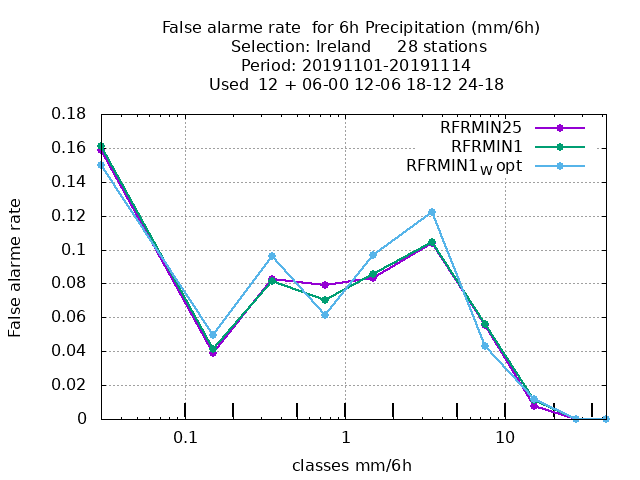 False alarme rate  for 6h Precipitation (mm/6h)
Selection: Ireland     28 stations
Period: 20191101-20191114
Used  12 + 06-00 12-06 18-12 24-18
RFRMIN25
RFRMIN1
RFRMIN1W opt
0.18
0.16
0.14
0.12
0.1
0.08
0.06
0.04
0.02
0
False alarme rate
0.1
1
10
classes mm/6h